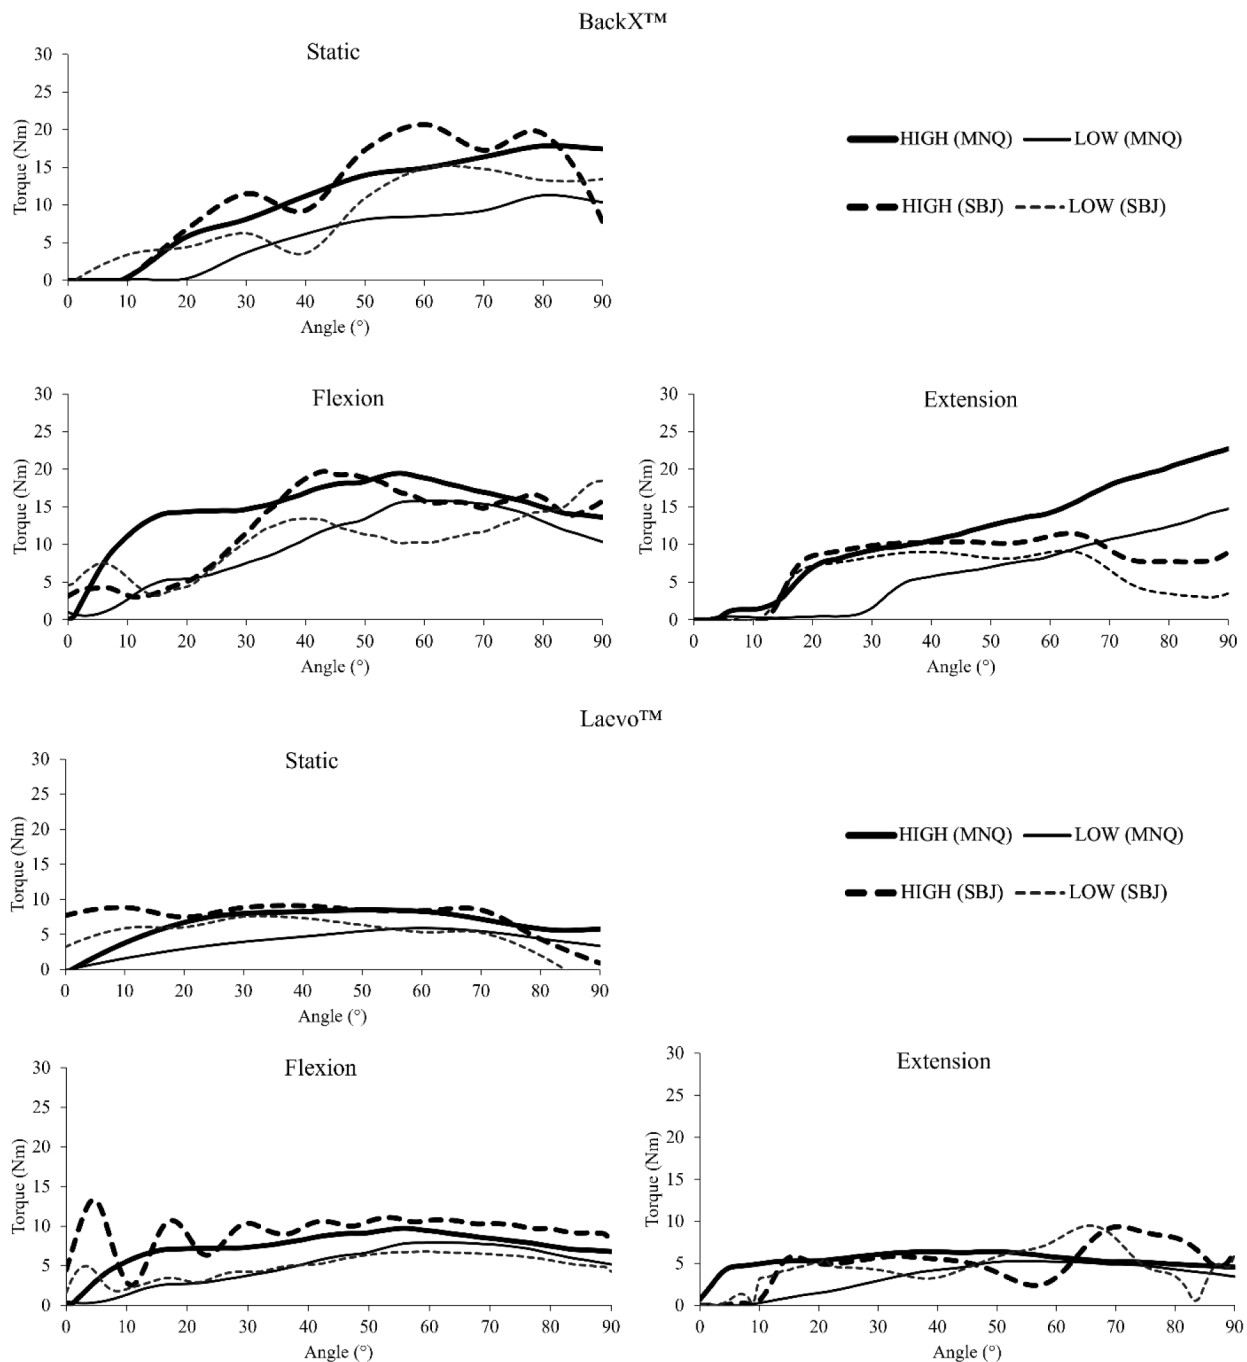 BackX™
Static
30
25
20
15
10
5
0
Torque (Nm)
0 10 20 30 40 50 60 70 80 90
Angle (°)
HIGH (MNQ) LOW (MNQ)
HIGH (SBJ) LOW (SBJ)
Flexion
30
25
20
15
10
5
0
Torque (Nm)
0 10 20 30 40 50 60 70 80 90
Angle (°)
Extension
30
25
20
15
10
5
0
Torque (Nm)
0 10 20 30 40 50 60 70 80 90
Angle (°)
Laevo™
Static
30
25
20
15
10
5
0
Torque (Nm)
0 10 20 30 40 50 60 70 80 90
Angle (°)
HIGH (MNQ) LOW (MNQ)
HIGH (SBJ) LOW (SBJ)
Flexion
30
25
20
15
10
5
0
Torque (Nm)
0 10 20 30 40 50 60 70 80 90
Angle (°)
Extension
30
25
20
15
10
5
0
Torque (Nm)
0 10 20 30 40 50 60 70 80 90
Angle (°)